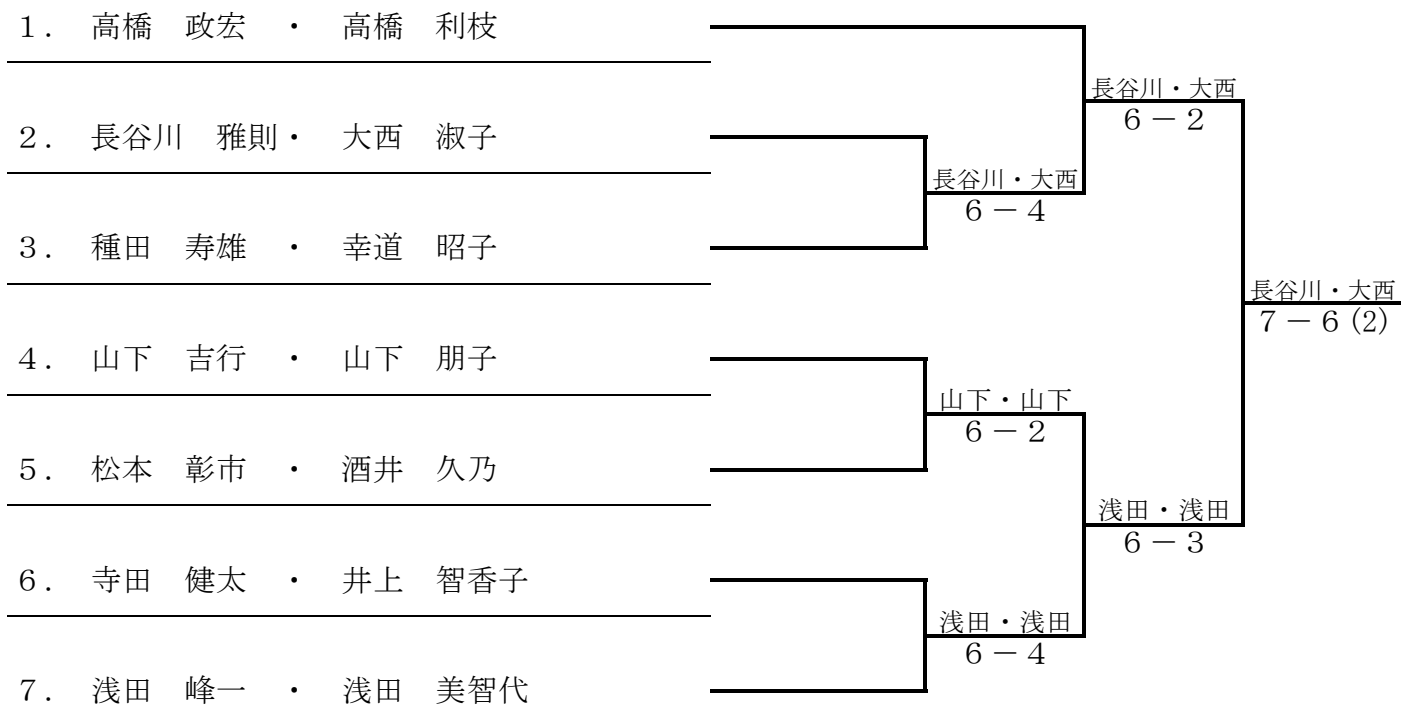 １． 高橋　政宏　・　高橋　利枝
長谷川・大西
６－２
２． 長谷川　雅則・　大西　淑子
長谷川・大西
６－４
３． 種田　寿雄　・　幸道　昭子
長谷川・大西
７－６(2)
４． 山下　吉行　・　山下　朋子
山下・山下
６－２
５． 松本　彰市　・　酒井　久乃
浅田・浅田
６－３
６． 寺田　健太　・　井上　智香子
浅田・浅田
６－４
７． 浅田　峰一　・　浅田　美智代